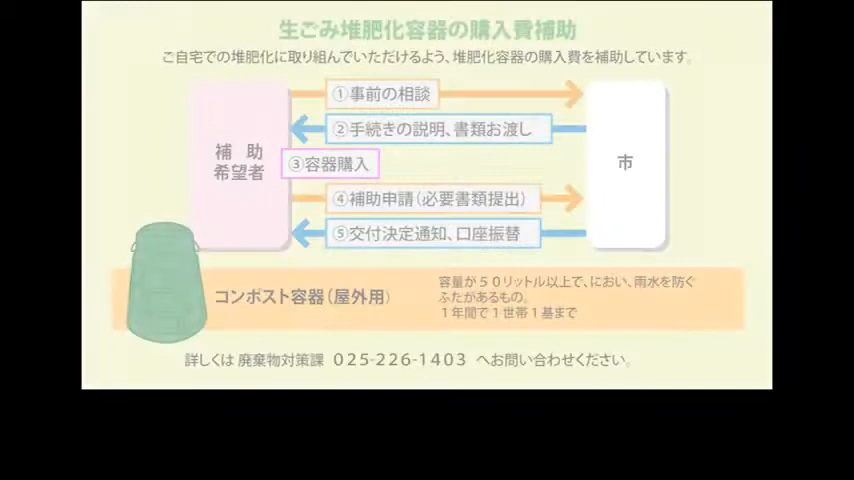 生ごみ堆肥化容器の購入費補助
ご自宅での堆肥化に取り組んでいただけるよう、堆肥化容器の購入費を補助しています。
①事前の相談
②手続きの説明、書類お渡し
補 助
希望者
③容器購入
市
④補助申請(必要書類提出)
⑤交付決定通知、口座振替
コンポスト容器(屋外用)
容量が50リットル以上で、におい、雨水を防ぐ
ふたがあるもの。
1年間で1世帯1基まで
詳しくは 廃棄物対策課 025-226-1403 へお問い合わせください。